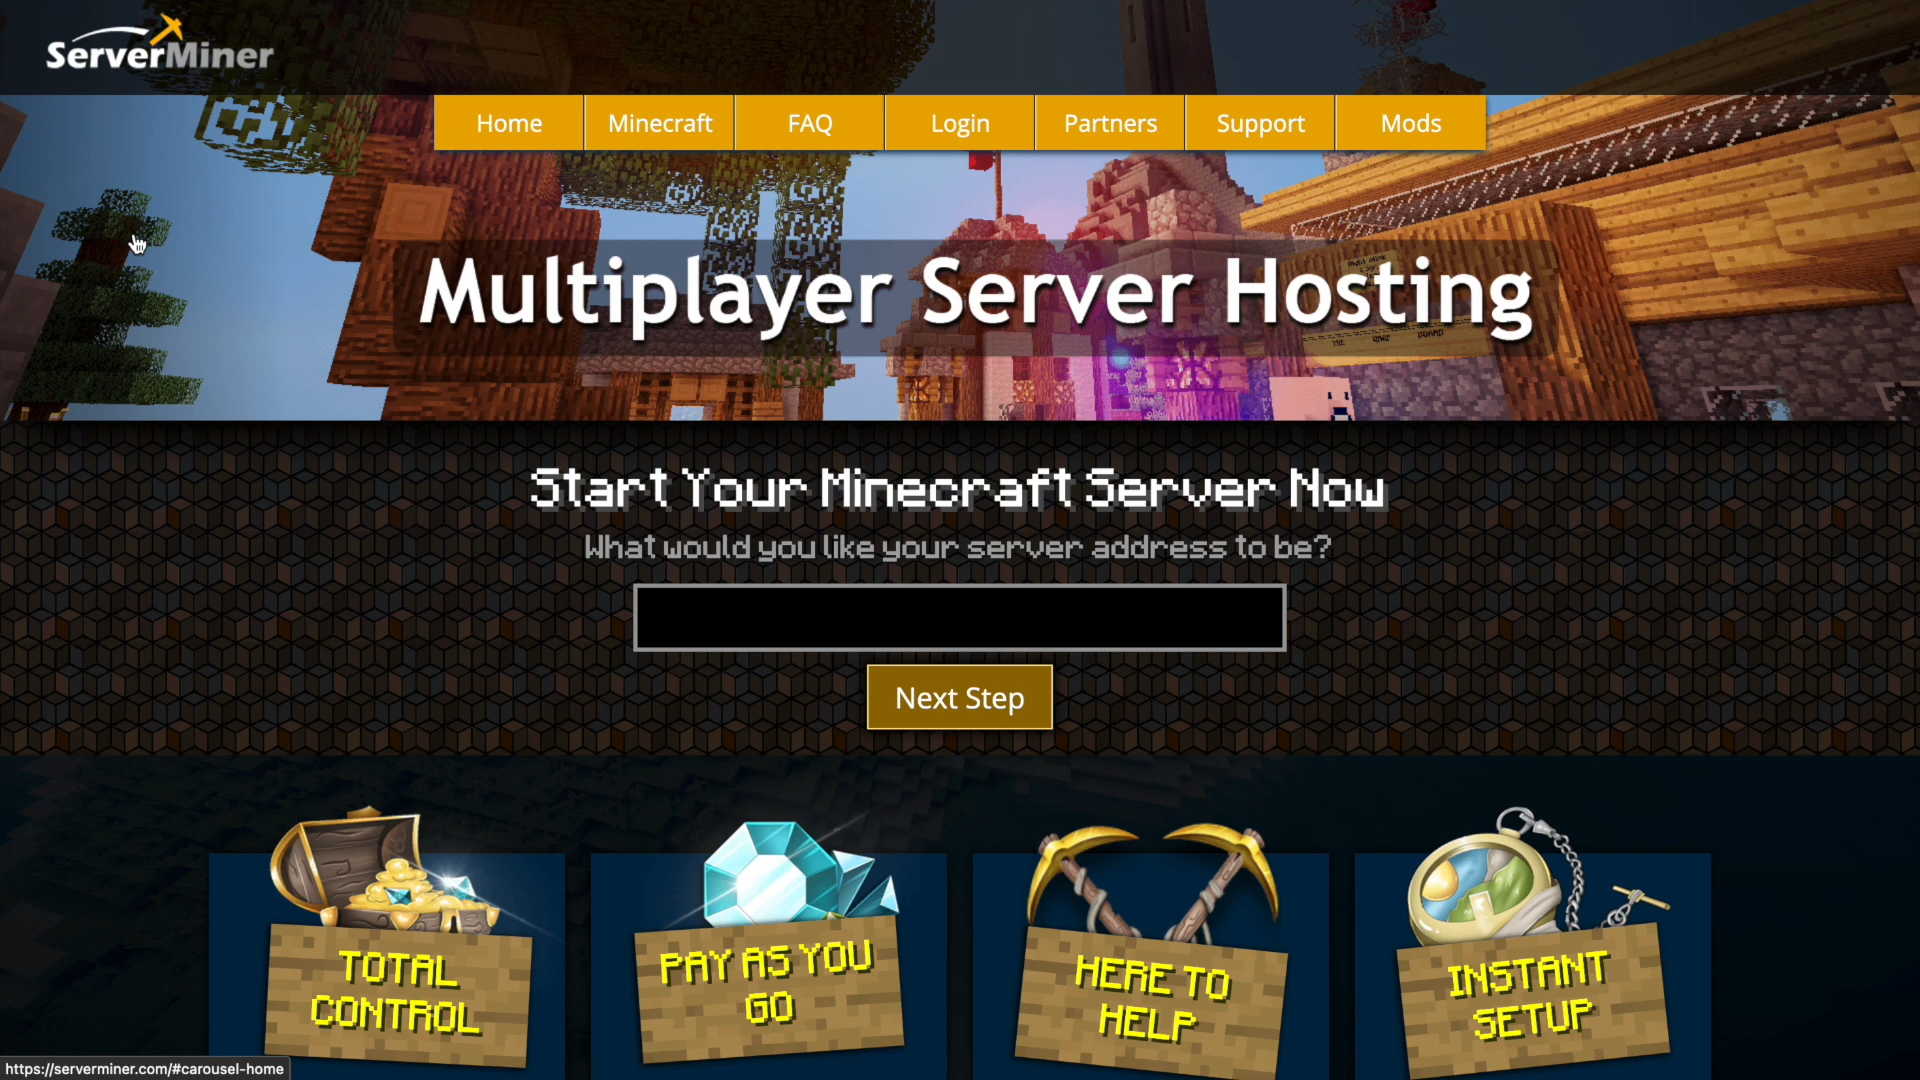 ServerMiner
Home
Minecraft
FAQ
Login
Partners
Support
Mods
Multiplayer Server Hosting
Start Your Minecraft Server Now
What would you like your server address to be?
Next Step
TOTAL
CONTROL
PAY AS YOU
GO
HERE TO
HELP
INSTANT
SETUP
https://serverminer.com/#carousel-home